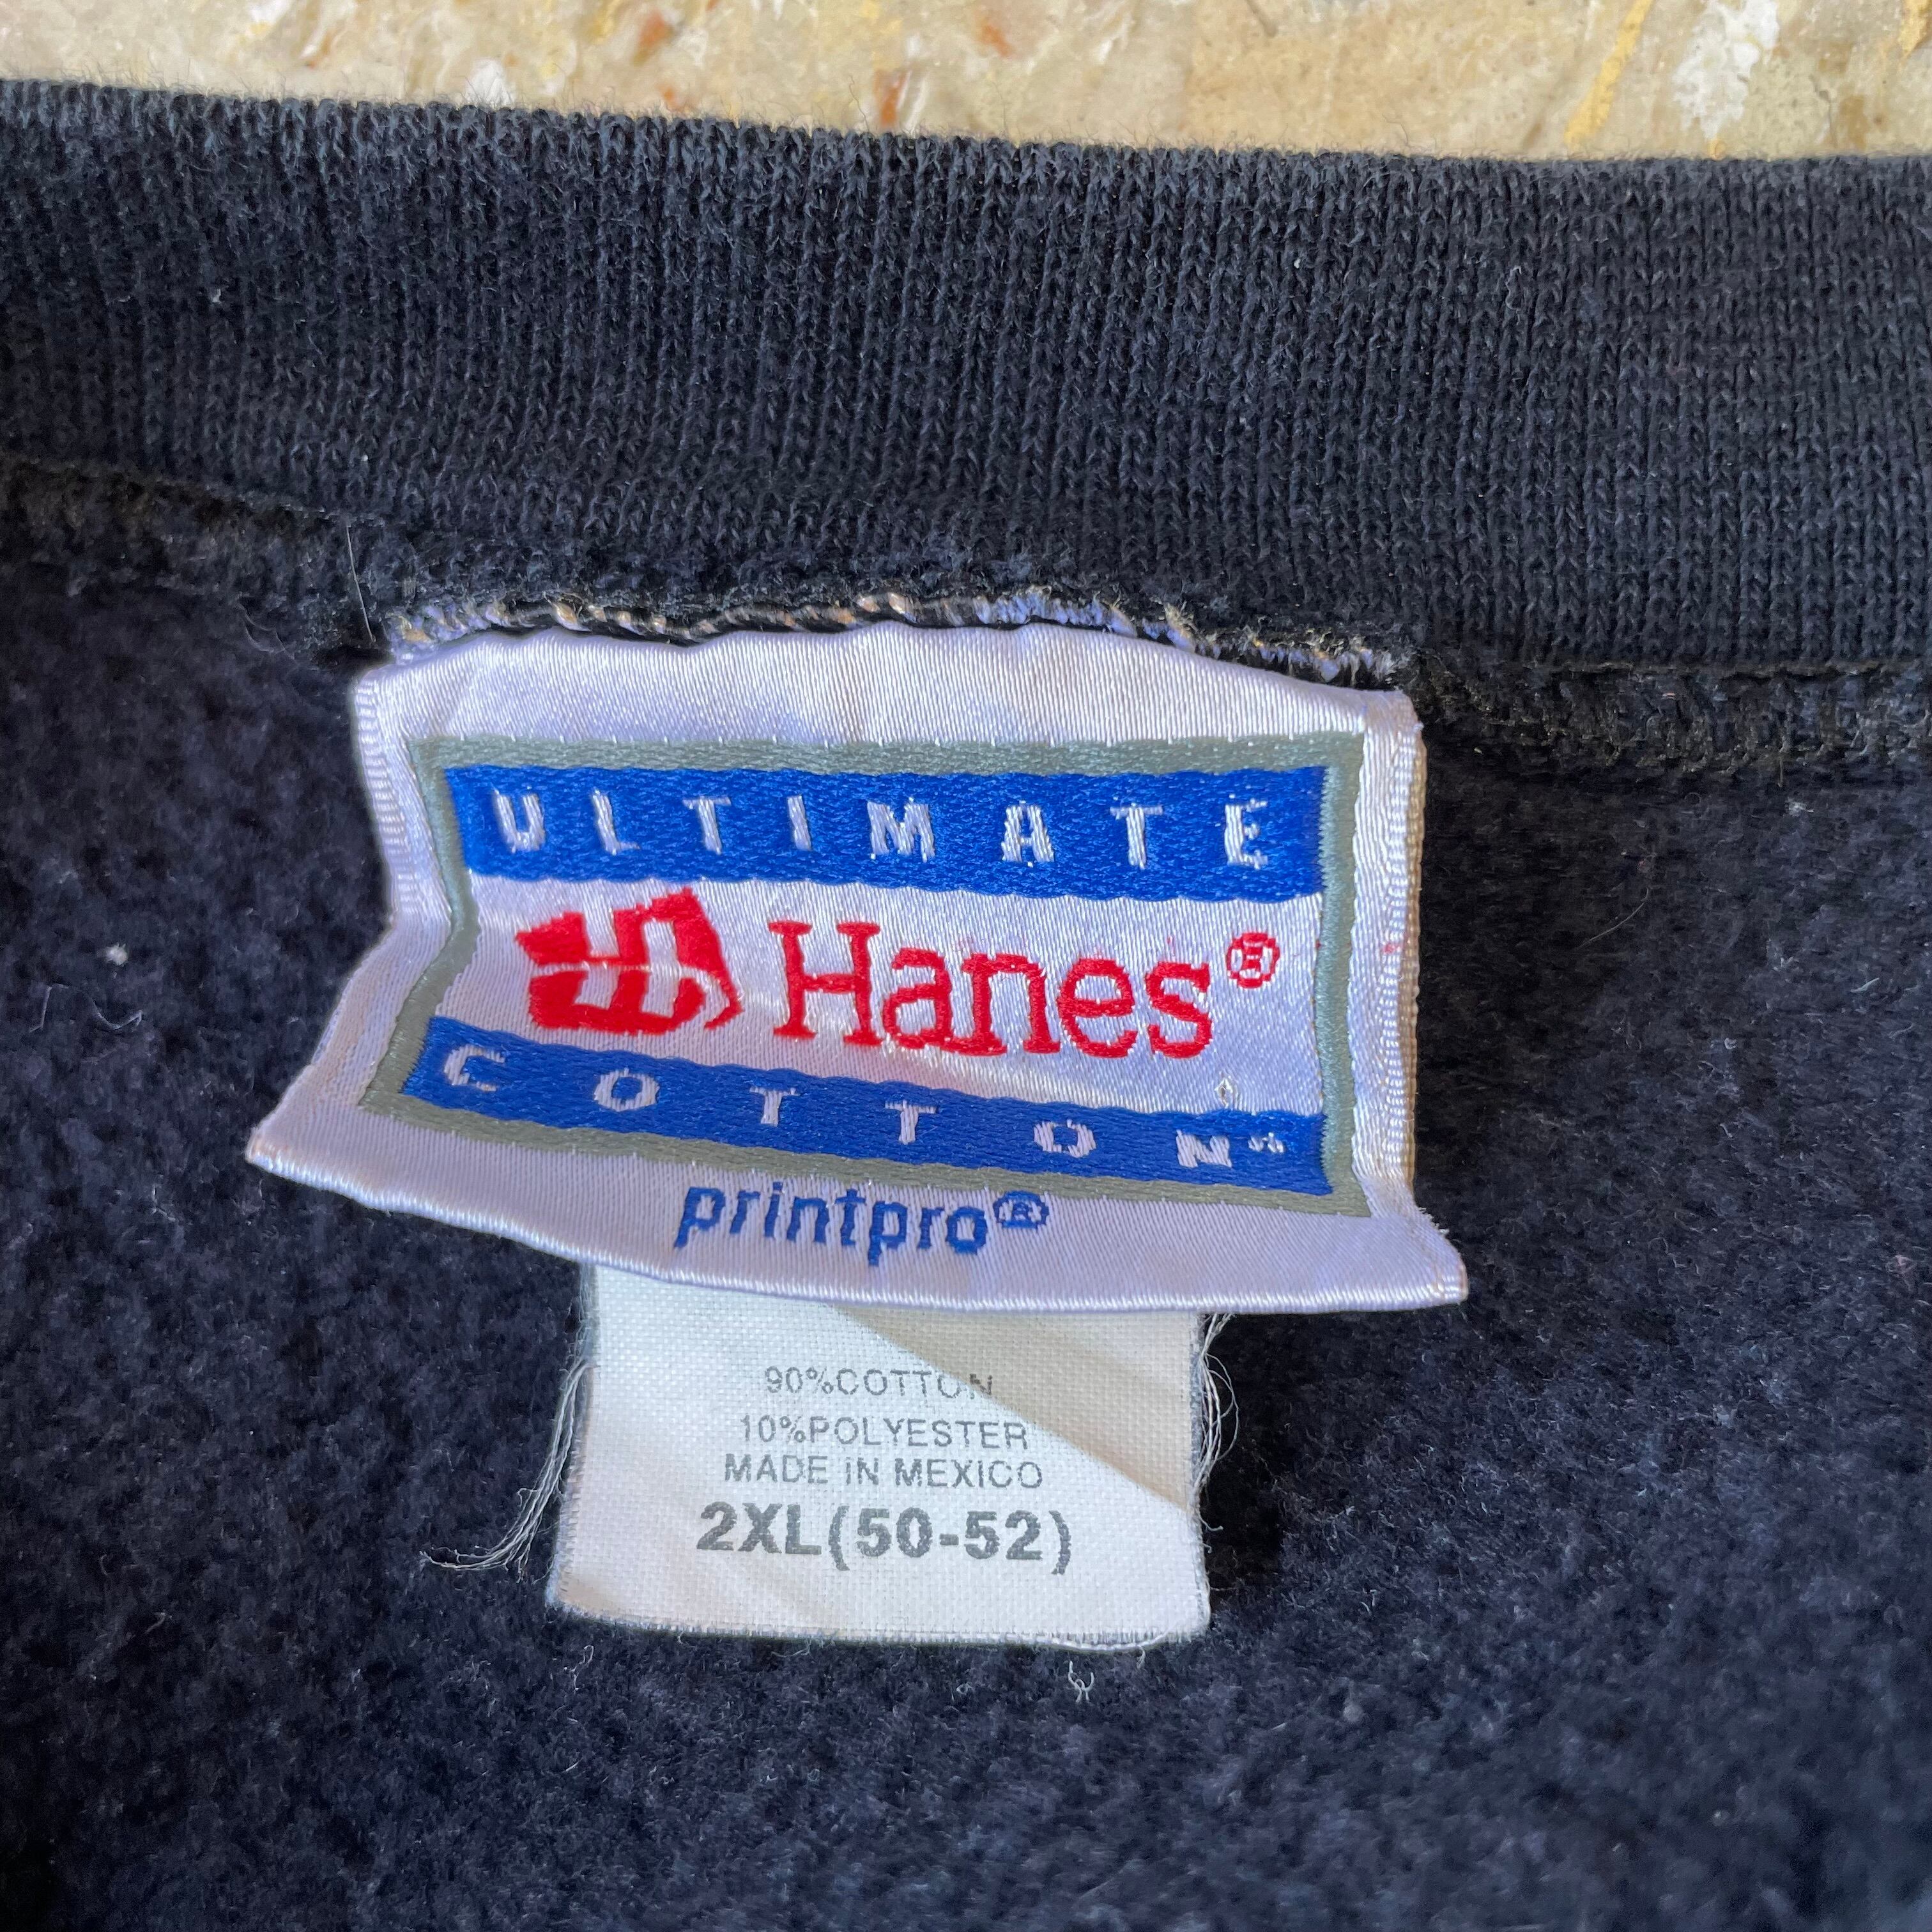 ULTIMATE
Hanes®
COTTON
printpro®
90%COTTON
10%POLYESTER
MADE IN MEXICO
2XL(50-52)